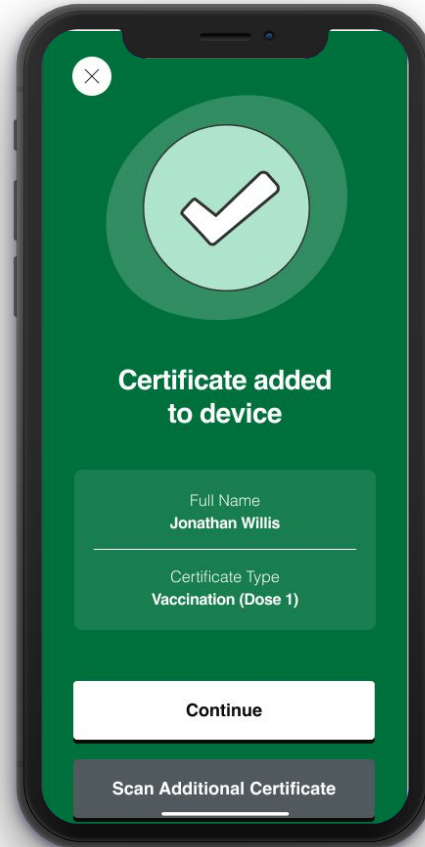 Certificate added
to device
Full Name
Jonathan Willis
Certificate Type
Vaccination (Dose 1)
Continue
Scan Additional Certificate